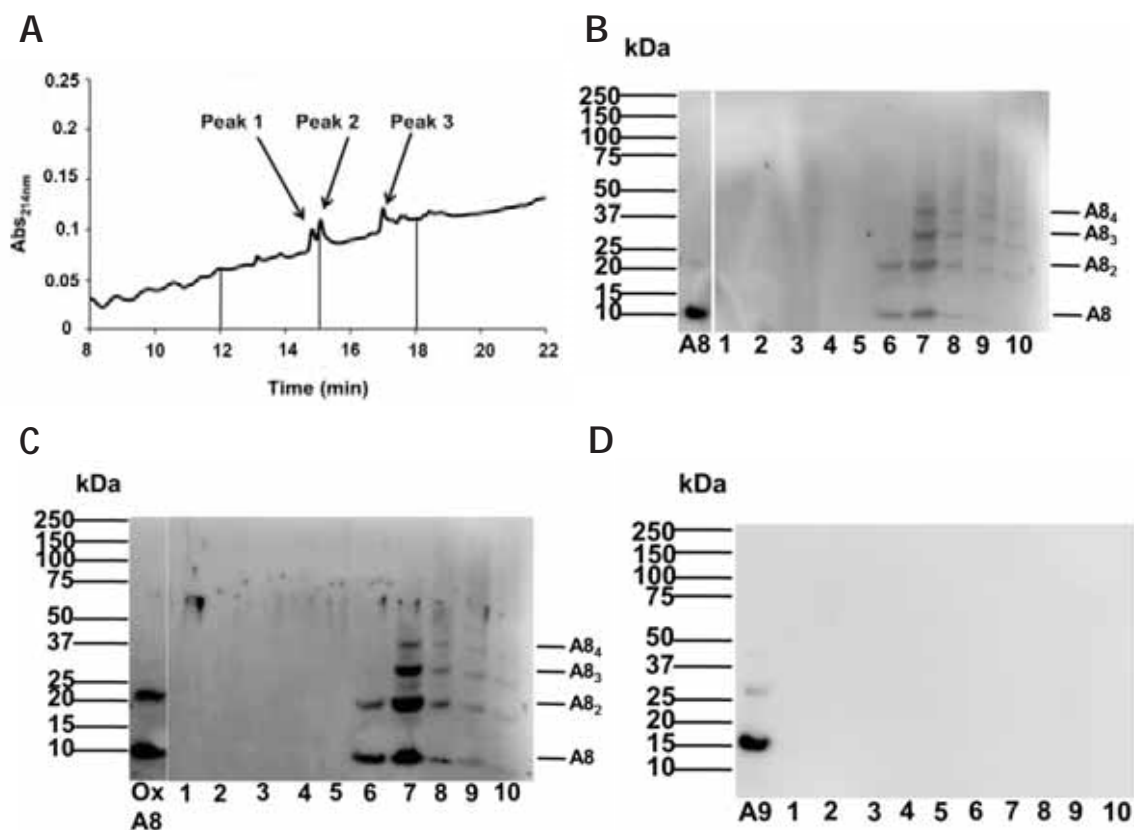 A
0.25
0.2
0.15
0.1
0.05
0
Abs214nm
Peak 1 Peak 2 Peak 3
8 10 12 14 16 18 20 22
Time (min)
B
kDa
250
150
100
75
50
37
25
20
15
10
A8₄
A8₃
A8₂
A8
A8 1 2 3 4 5 6 7 8 9 10
C
kDa
250
150
100
75
50
37
25
20
15
10
A8₄
A8₃
A8₂
A8
Ox 1 2 3 4 5 6 7 8 9 10
A8
D
kDa
250
150
100
75
50
37
25
20
15
10
A9 1 2 3 4 5 6 7 8 9 10